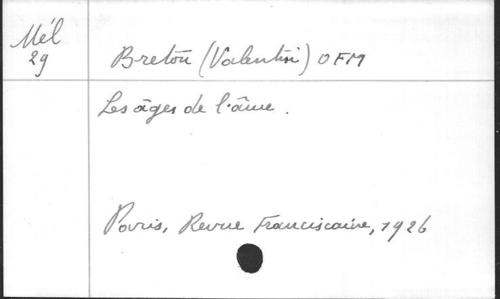 Mél
29
Breton (Valentin) OFM
Les âges de l'âme.
Paris, Revue Franciscaine, 1926